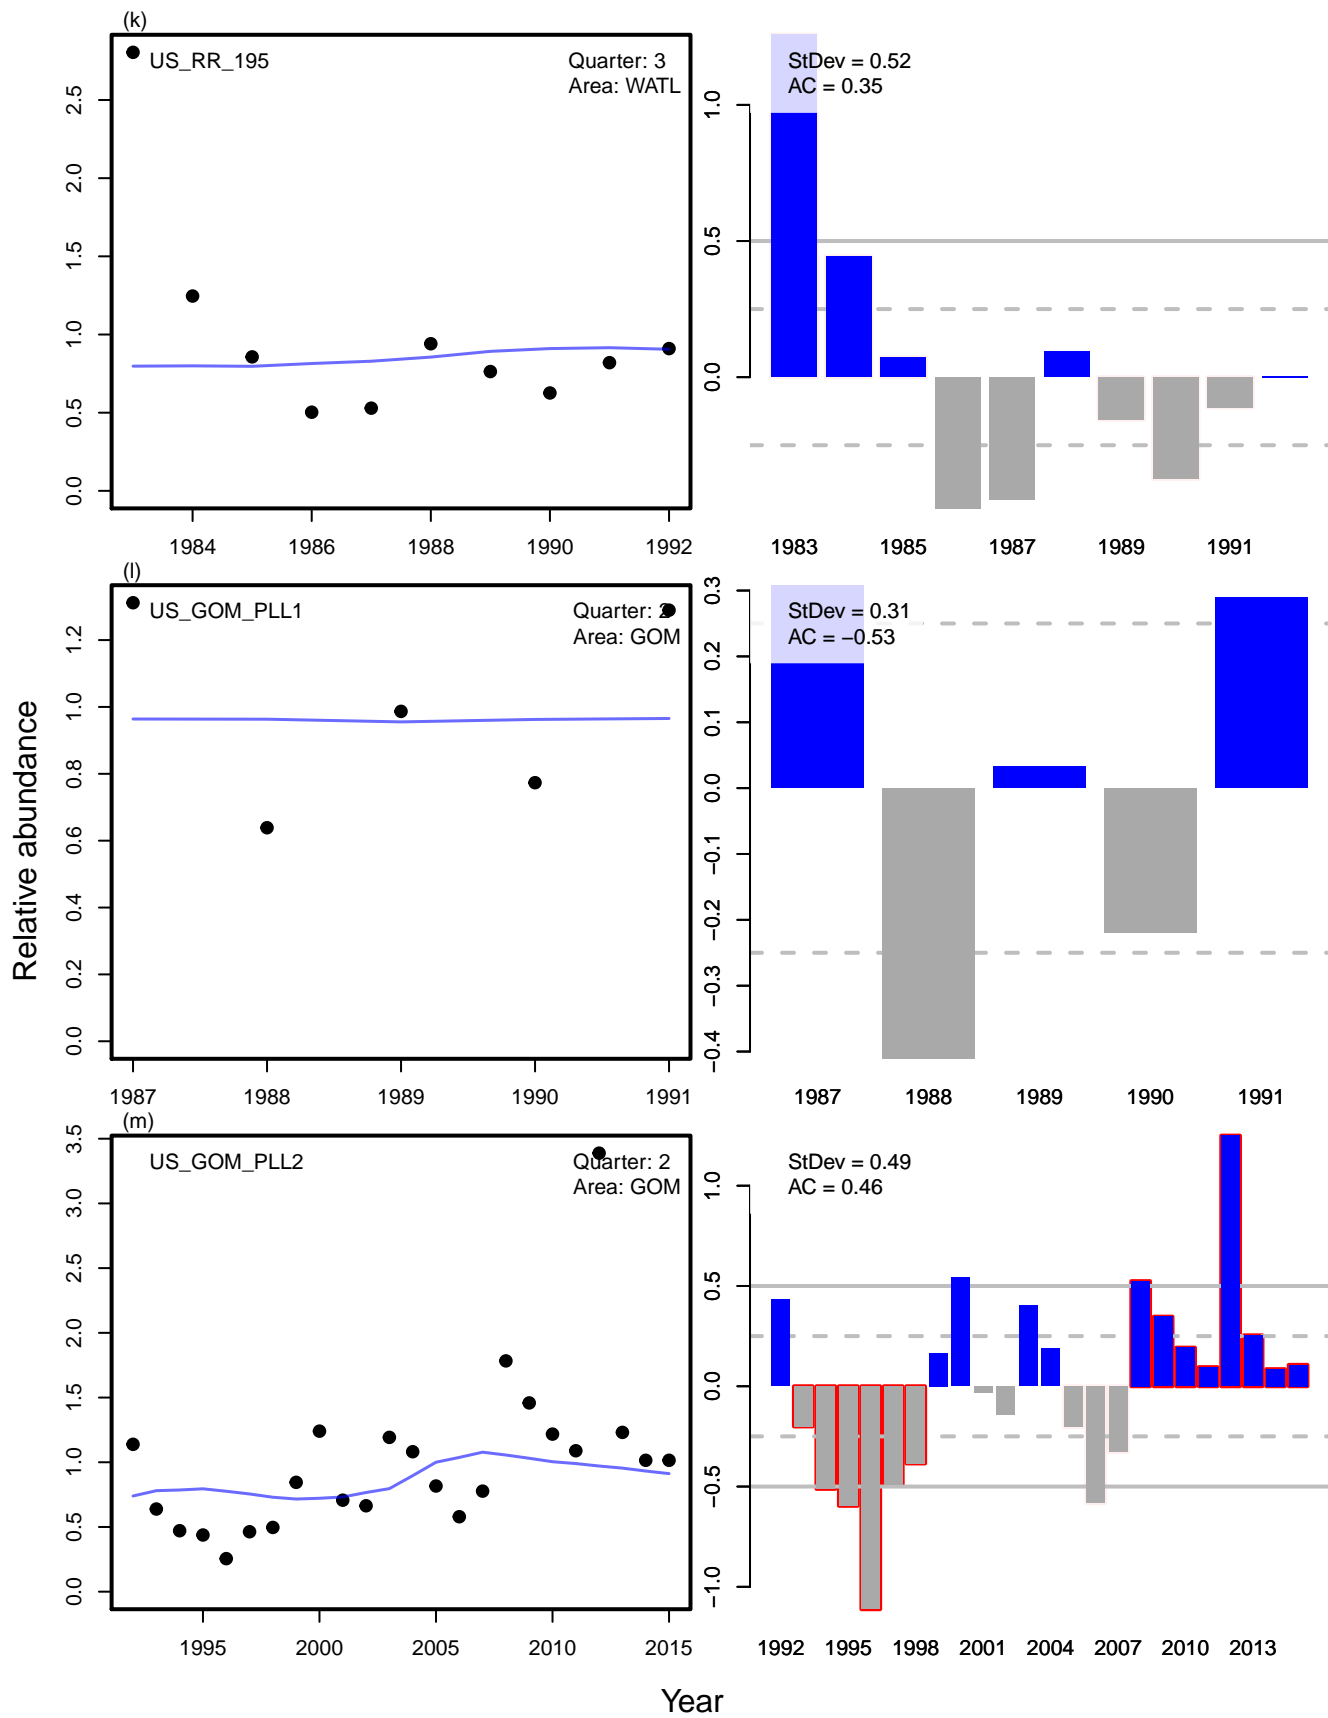 (k)
US_RR_195
Quarter: 3
Area: WATL
0.0 0.5 1.0 1.5 2.0 2.5
1984 1986 1988 1990 1992
StDev = 0.52
AC = 0.35
0.0 0.5 1.0
1983 1985 1987 1989 1991
(l)
US_GOM_PLL1
Quarter: 2
Area: GOM
0.0 0.2 0.4 0.6 0.8 1.0 1.2
1987 1988 1989 1990 1991
StDev = 0.31
AC = −0.53
−0.4 −0.3 −0.2 −0.1 0.0 0.1 0.2 0.3
1987 1988 1989 1990 1991
(m)
US_GOM_PLL2
Quarter: 2
Area: GOM
0.0 0.5 1.0 1.5 2.0 2.5 3.0 3.5
1995 2000 2005 2010 2015
StDev = 0.49
AC = 0.46
−1.0 −0.5 0.0 0.5 1.0
1992 1995 1998 2001 2004 2007 2010 2013
Relative abundance
Year